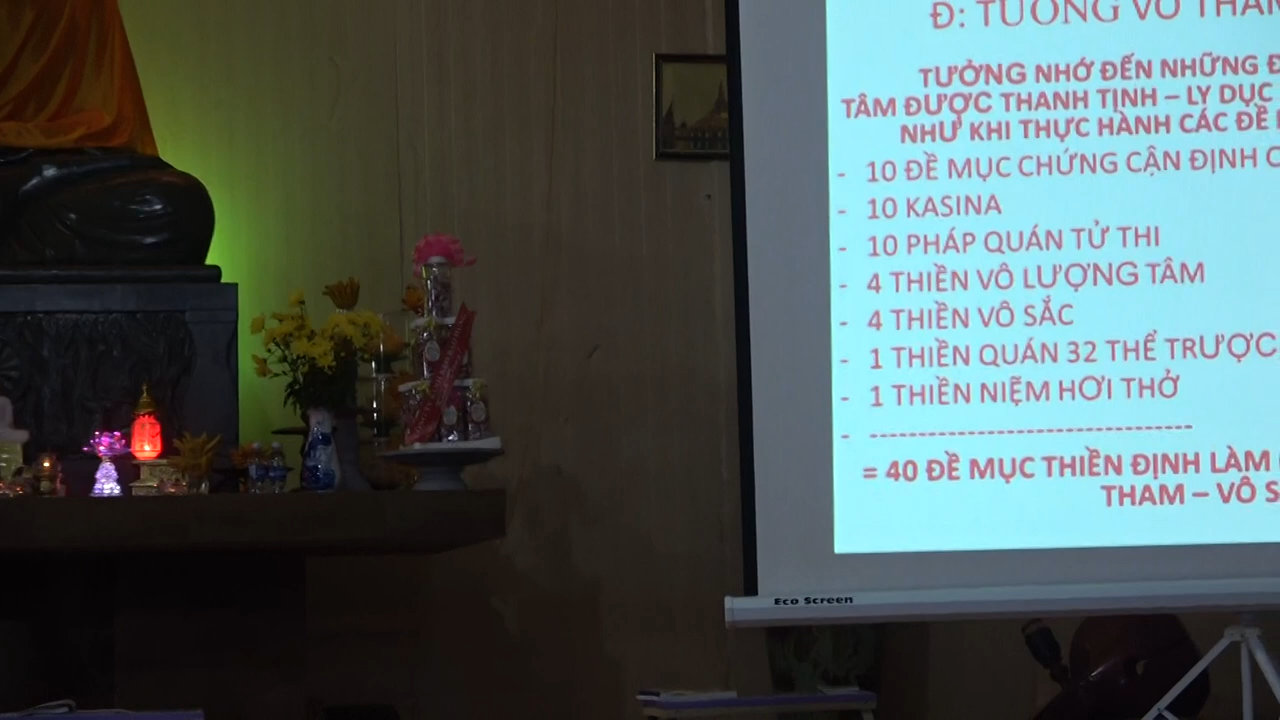 Đ: TƯỞNG VÔ THAM
TƯỞNG NHỚ ĐẾN NHỮNG
TÂM ĐƯỢC THANH TỊNH – LY DỤC
NHƯ KHI THỰC HÀNH CÁC ĐỀ
- 10 ĐỀ MỤC CHỨNG CẬN ĐỊNH
- 10 KASINA
- 10 PHÁP QUÁN TỬ THI
- 4 THIỀN VÔ LƯỢNG TÂM
- 4 THIỀN VÔ SẮC
- 1 THIỀN QUÁN 32 THỂ TRƯỢC
- 1 THIỀN NIỆM HƠI THỞ
- --------------------------------
= 40 ĐỀ MỤC THIỀN ĐỊNH LÀM
THAM – VÔ S
Eco Screen